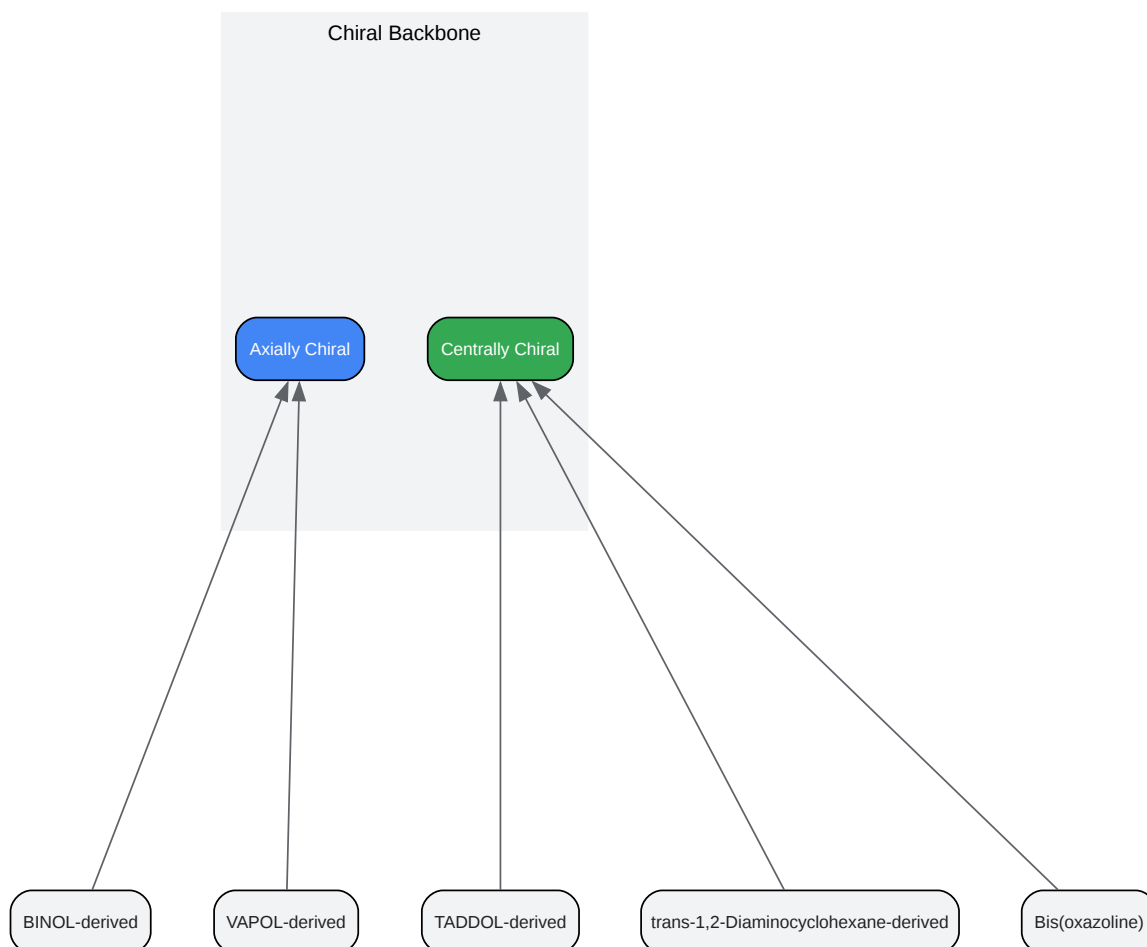 Chiral Backbone
Axially Chiral
Centrally Chiral
BINOL-derived
VAPOL-derived
TADDOL-derived
trans-1,2-Diaminocyclohexane-derived
Bis(oxazoline)